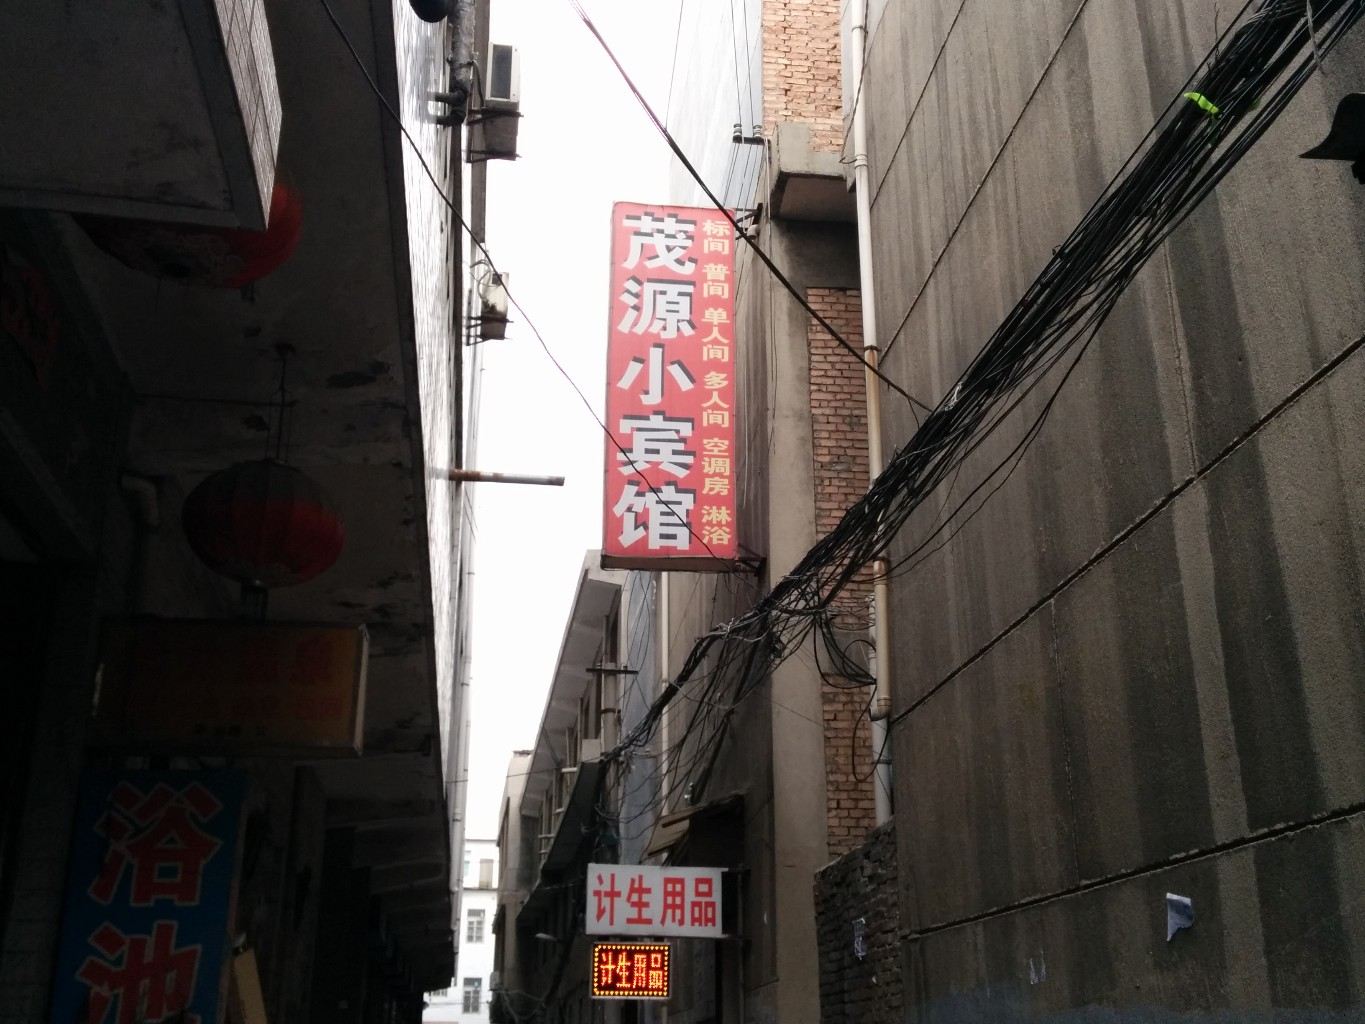 茂源小宾馆
标间 普间 单人间 多人间 空调房 淋浴
计生用品
计生用品
浴池